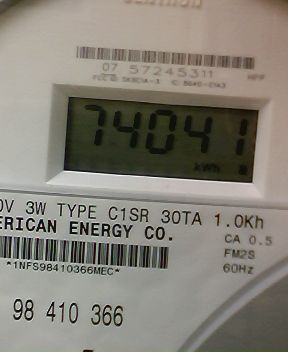 07 57245311
HPP
74041
kWh
0V 3W TYPE C1SR 30TA 1.0Kh
ERICAN ENERGY CO.
CA 0.5
FM2S
60Hz
*1NFS98410366MEC*
98 410 366